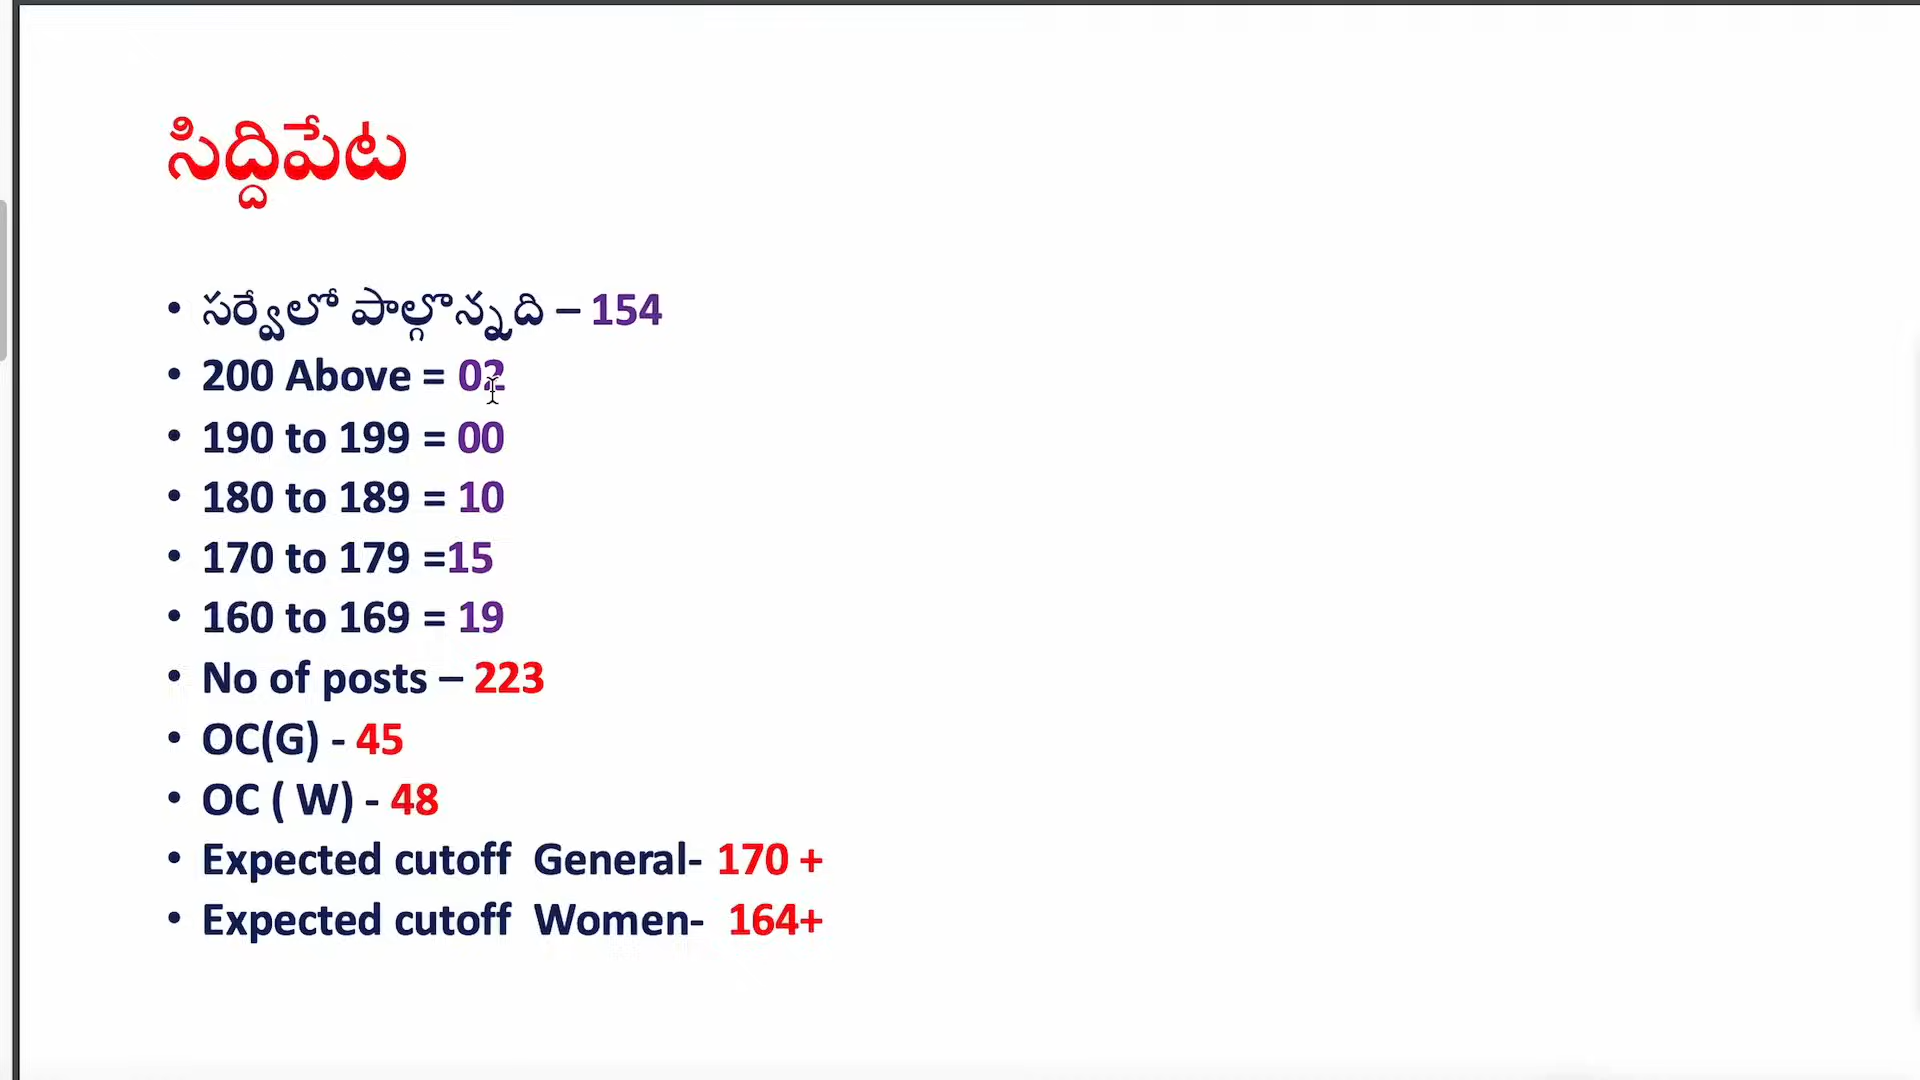 సిద్దిపేట
• సర్వేలో పాల్గొన్నది – 154
• 200 Above = 02
• 190 to 199 = 00
• 180 to 189 = 10
• 170 to 179 =15
• 160 to 169 = 19
• No of posts – 223
• OC(G) - 45
• OC ( W) - 48
• Expected cutoff  General- 170 +
• Expected cutoff  Women-  164+